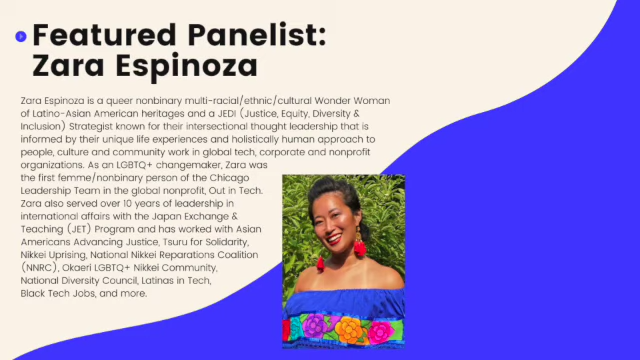 Featured Panelist:
Zara Espinoza
Zara Espinoza is a queer nonbinary multi-racial/ethnic/cultural Wonder Woman
of Latino-Asian American heritages and a JEDI (Justice, Equity, Diversity &
Inclusion) Strategist known for their intersectional thought leadership that is
informed by their unique life experiences and holistically human approach to
people, culture and community work in global tech, corporate and nonprofit
organizations. As an LGBTQ+ changemaker, Zara was
the first femme/nonbinary person of the Chicago
Leadership Team in the global nonprofit, Out in Tech.
Zara also served over 10 years of leadership in
international affairs with the Japan Exchange &
Teaching (JET) Program and has worked with Asian
Americans Advancing Justice, Tsuru for Solidarity,
Nikkei Uprising, National Nikkei Reparations Coalition
(NNRC), Okaeri LGBTQ+ Nikkei Community,
National Diversity Council, Latinas in Tech,
Black Tech Jobs, and more.